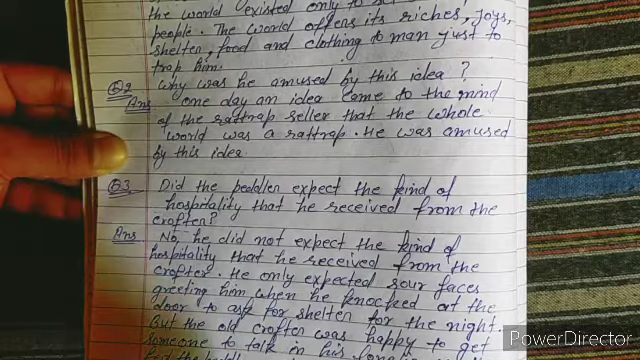 the world existed only to
people. The world offers its riches, joys,
shelter, food and clothing to man just to
trap him.
Q2 Why was he amused by this idea?
Ans one day an idea came to the mind
of the rattrap seller that the whole
world was a rattrap. He was amused
by this idea.
Q3 Did the peddler expect the kind of
hospitality that he received from the
crofter?
Ans No, he did not expect the kind of
hospitality that he received from the
crofter. He only expected sour faces
greeting him when he knocked at the
door to ask for shelter for the night.
But the old crofter was happy to get
someone to talk in his
PowerDirector